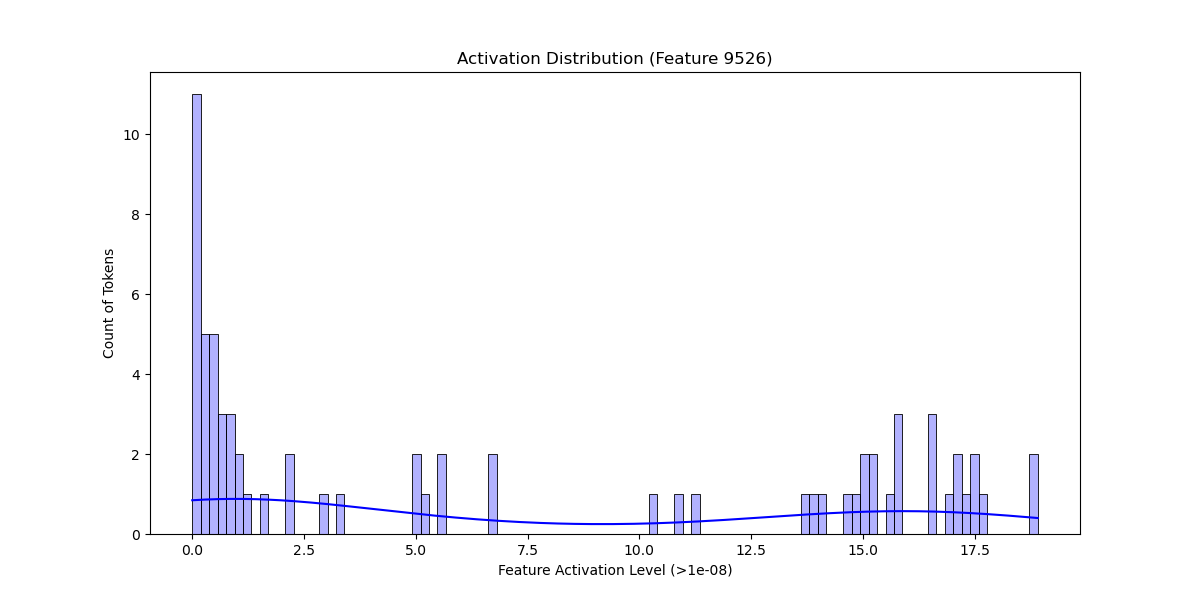 Activation Distribution (Feature 9526)
10
8
6
4
2
0
Count of Tokens
0.0 2.5 5.0 7.5 10.0 12.5 15.0 17.5
Feature Activation Level (>1e-08)